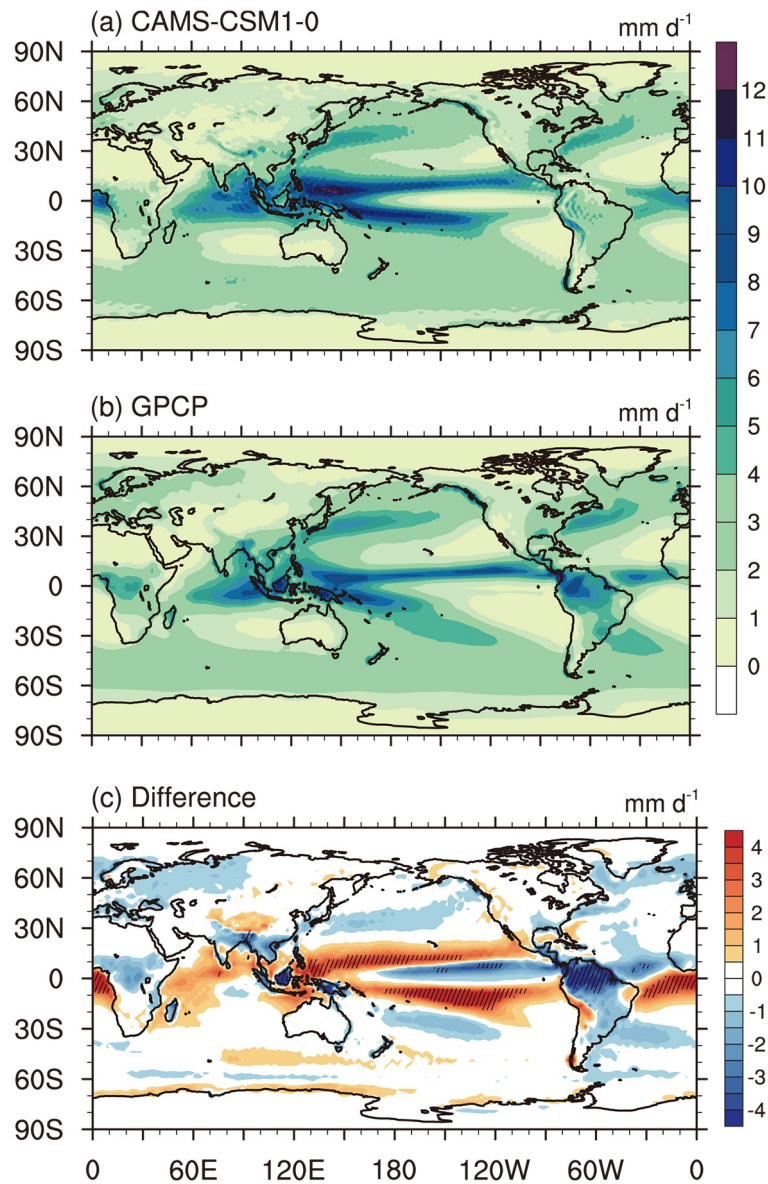 (a) CAMS-CSM1-0
mm d-1
90N
60N
30N
0
30S
60S
90S
12
11
10
9
8
7
6
5
4
3
2
1
0
(b) GPCP
mm d-1
90N
60N
30N
0
30S
60S
90S
(c) Difference
mm d-1
90N
60N
30N
0
30S
60S
90S
4
3
2
1
0
-1
-2
-3
-4
0
60E
120E
180
120W
60W
0